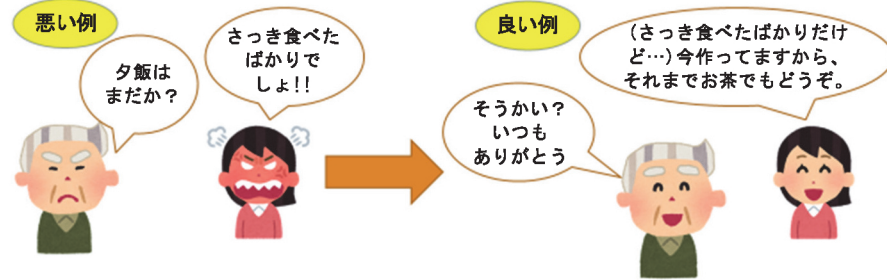 悪い例
夕飯は
まだか？
さっき食べた
ばかりで
しょ!!
良い例
（さっき食べたばかりだけ
ど…）今作ってますから、
それまでお茶でもどうぞ。
そうかい？
いつも
ありがとう